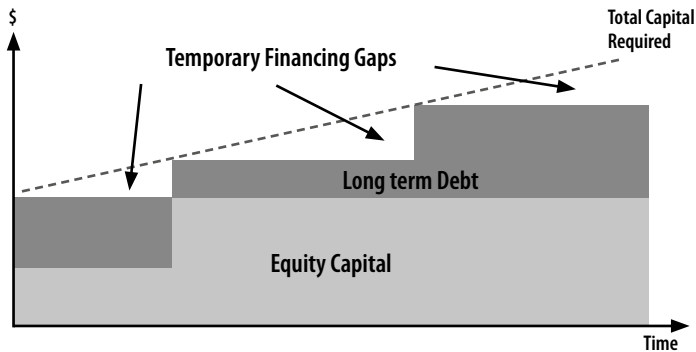 $
Total Capital
Required
Temporary Financing Gaps
Long term Debt
Equity Capital
Time